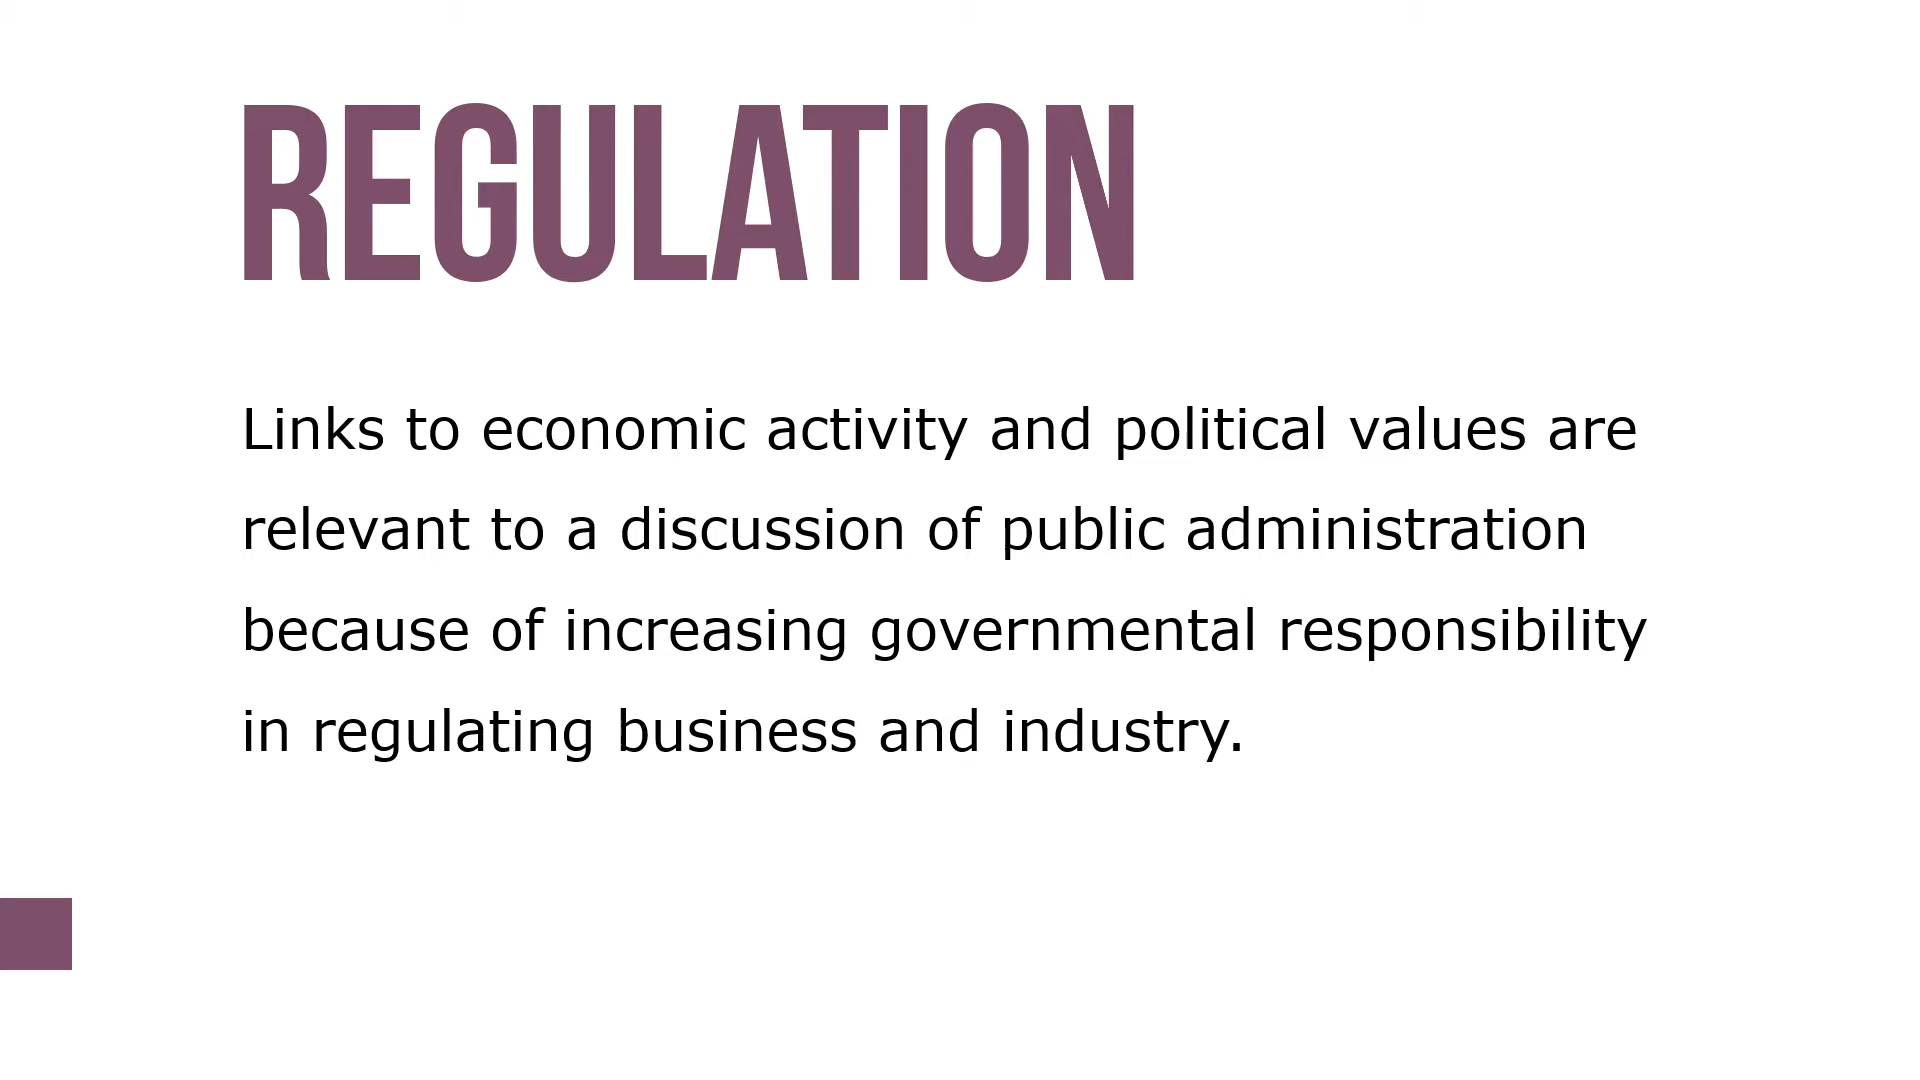 REGULATION
Links to economic activity and political values are
relevant to a discussion of public administration
because of increasing governmental responsibility
in regulating business and industry.